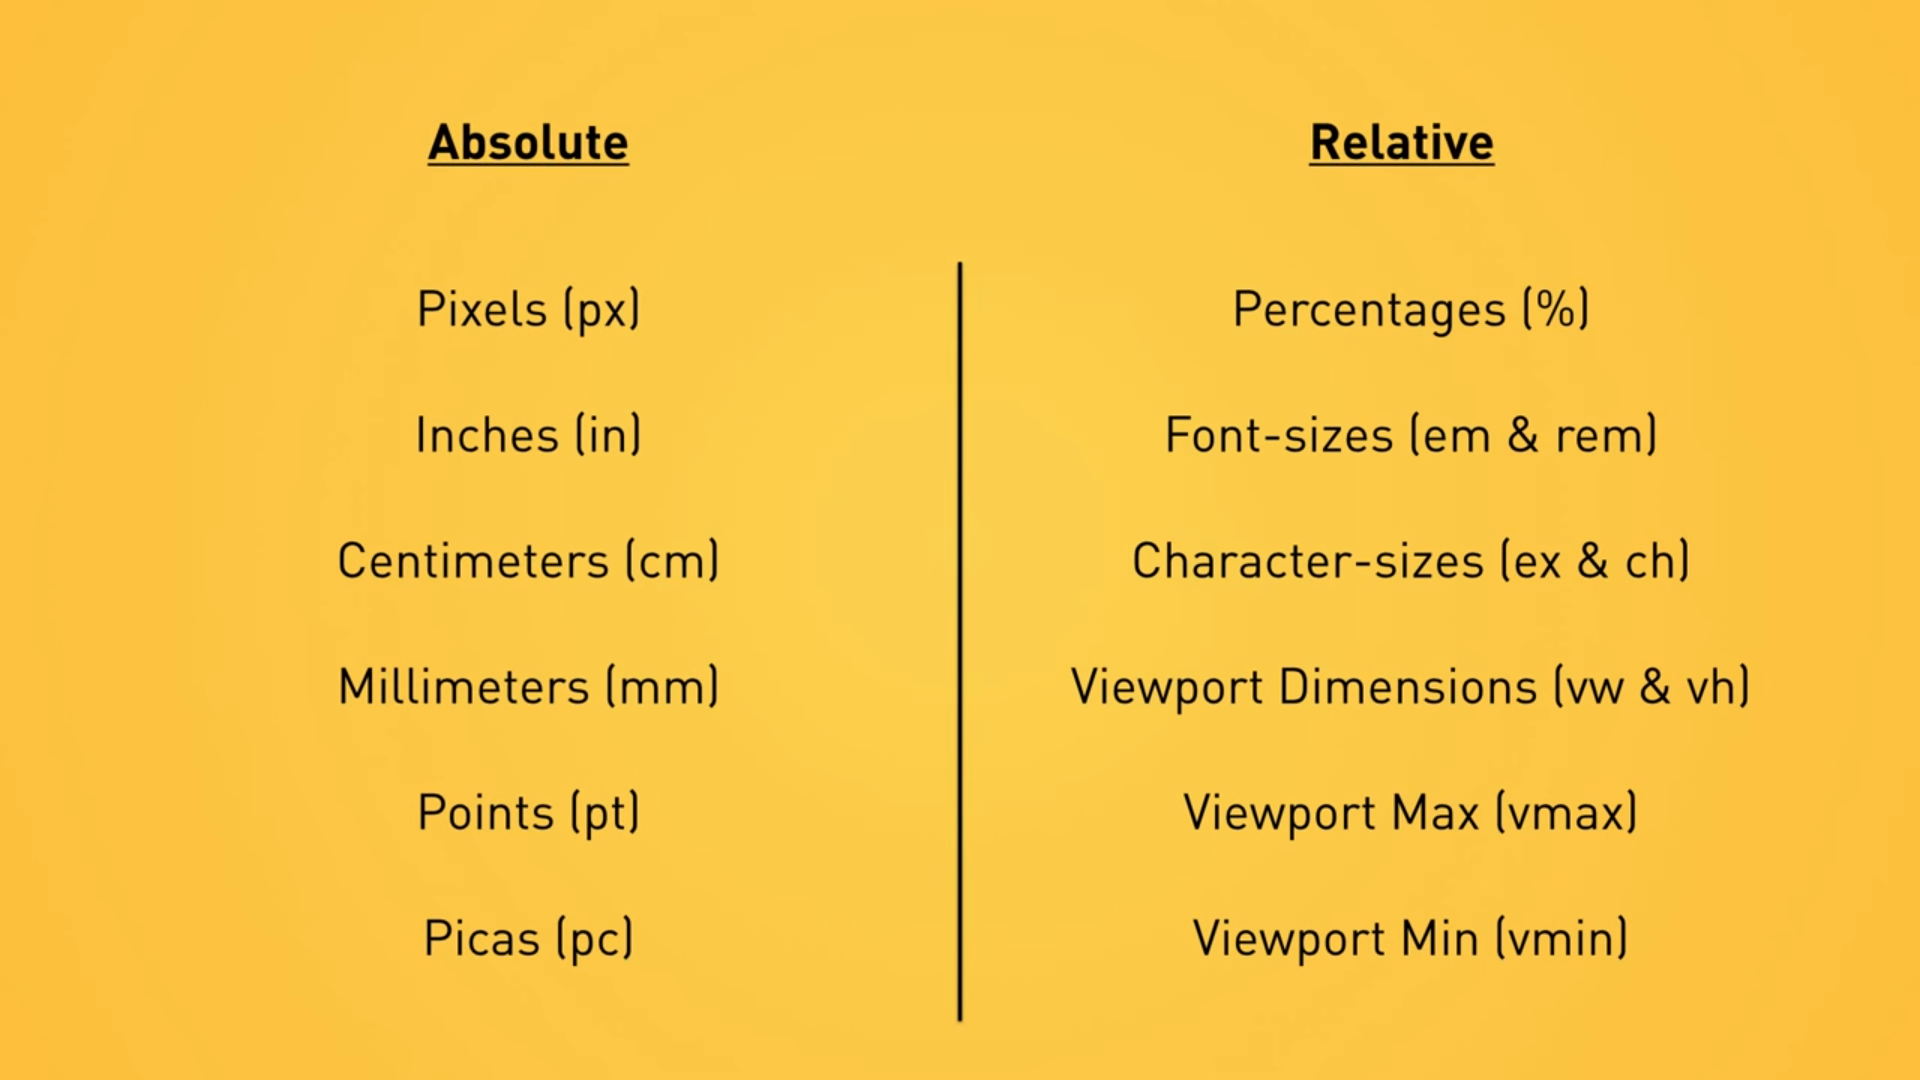 Absolute
Relative
Pixels (px)
Percentages (%)
Inches (in)
Font-sizes (em & rem)
Centimeters (cm)
Character-sizes (ex & ch)
Millimeters (mm)
Viewport Dimensions (vw & vh)
Points (pt)
Viewport Max (vmax)
Picas (pc)
Viewport Min (vmin)